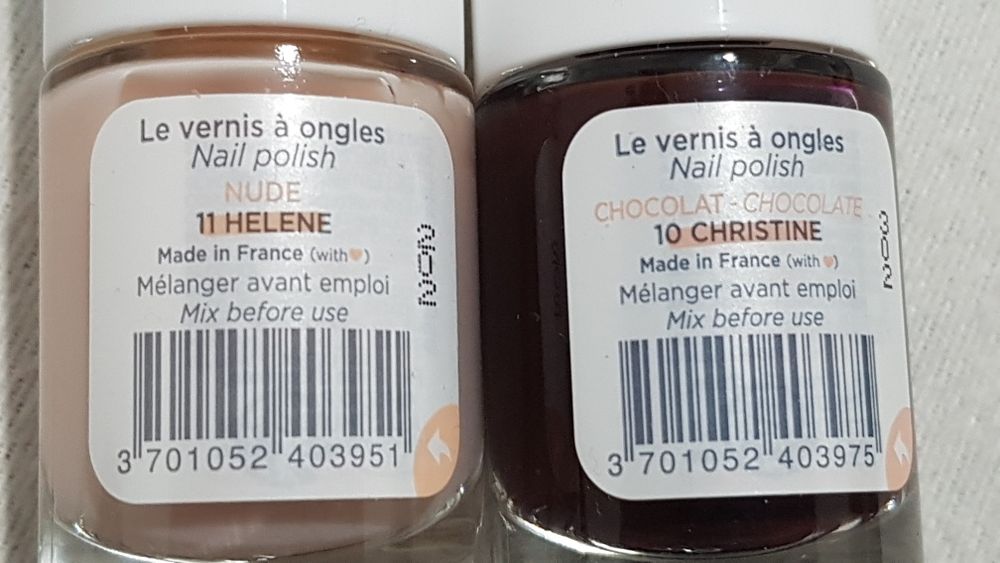 Le vernis à ongles
Nail polish
NUDE
11 HELENE
Made in France (with )
Mélanger avant emploi
Mix before use
3 701052 403951
Le vernis à ongles
Nail polish
CHOCOLAT - CHOCOLATE
10 CHRISTINE
Made in France (with )
Mélanger avant emploi
Mix before use
3 701052 403975